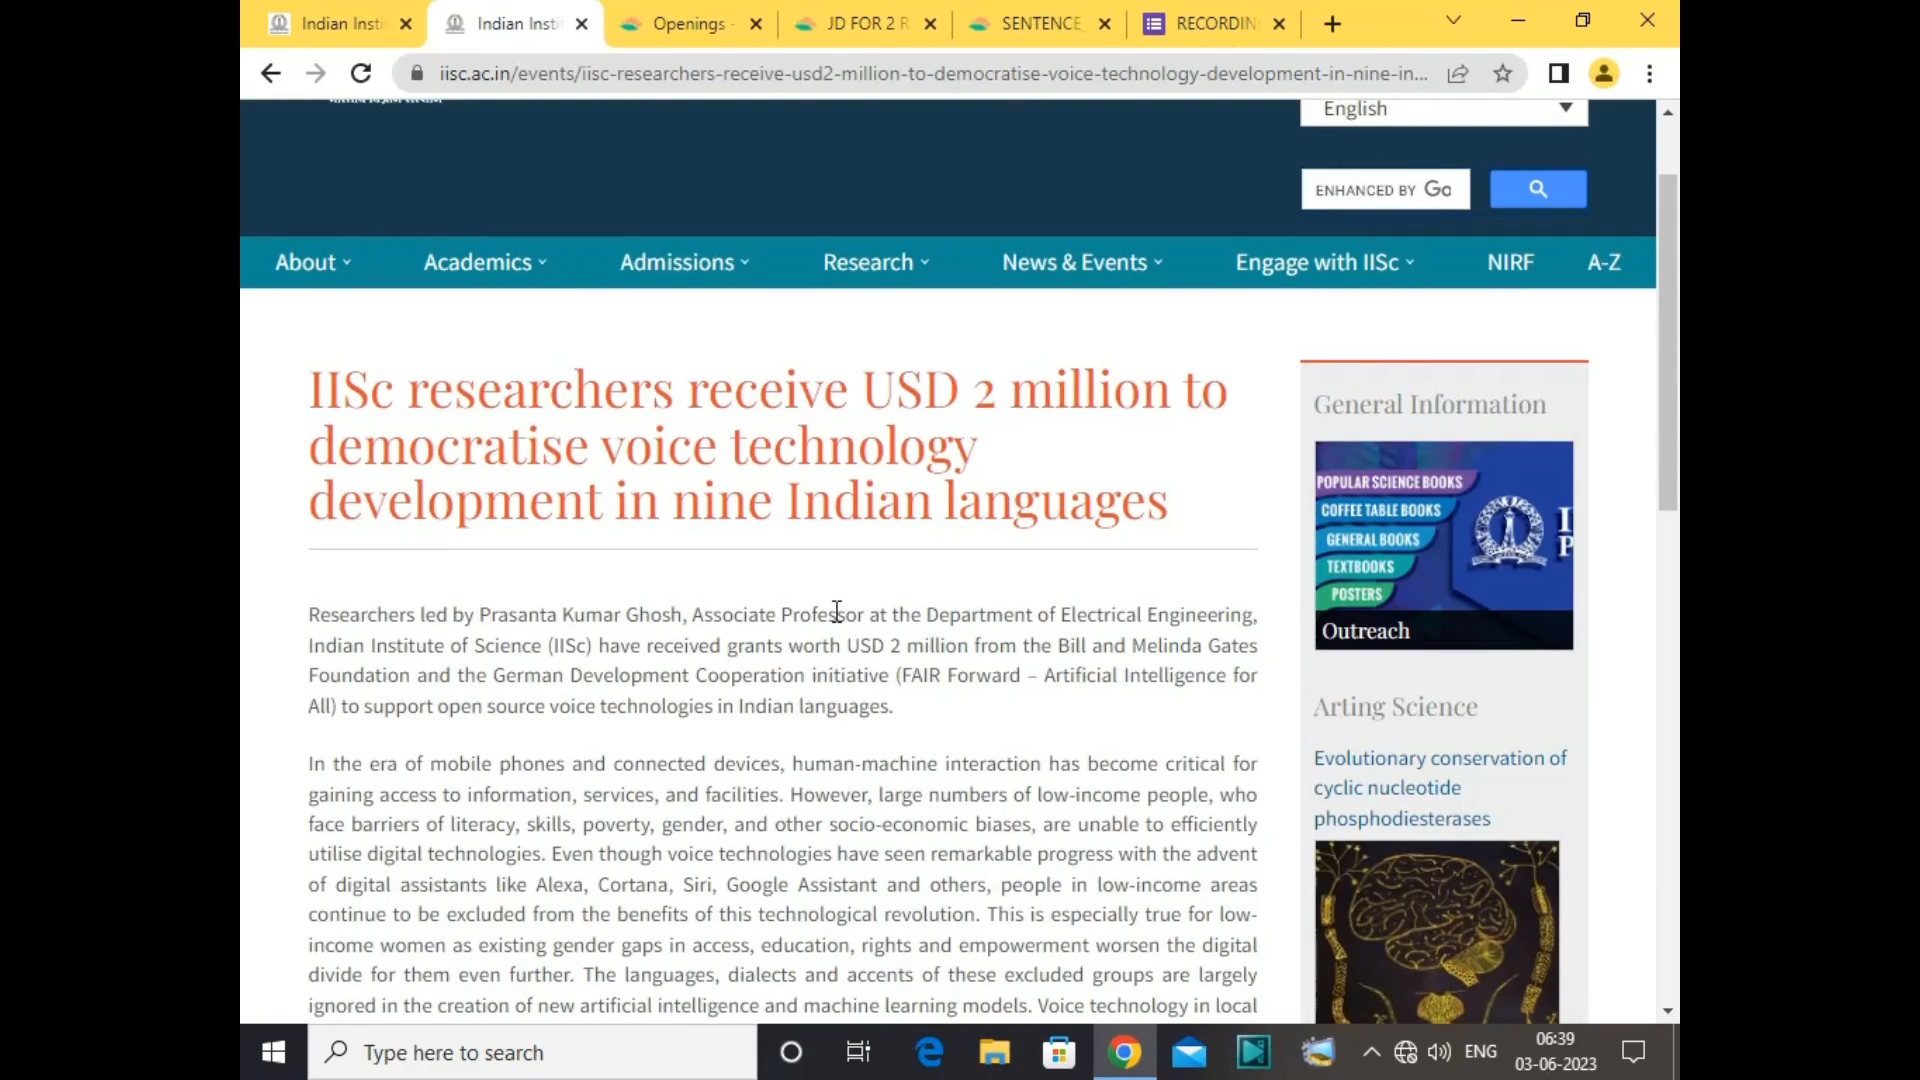 Indian Insti
Indian Insti
Openings -
JD FOR 2 R
SENTENCE_
RECORDIN
iisc.ac.in/events/iisc-researchers-receive-usd2-million-to-democratise-voice-technology-development-in-nine-in...
English
ENHANCED BY Go
About
Academics
Admissions
Research
News & Events
Engage with IISc
NIRF
A-Z
IISc researchers receive USD 2 million to
democratise voice technology
development in nine Indian languages
Researchers led by Prasanta Kumar Ghosh, Associate Professor at the Department of Electrical Engineering,
Indian Institute of Science (IISc) have received grants worth USD 2 million from the Bill and Melinda Gates
Foundation and the German Development Cooperation initiative (FAIR Forward – Artificial Intelligence for
All) to support open source voice technologies in Indian languages.
In the era of mobile phones and connected devices, human-machine interaction has become critical for
gaining access to information, services, and facilities. However, large numbers of low-income people, who
face barriers of literacy, skills, poverty, gender, and other socio-economic biases, are unable to efficiently
utilise digital technologies. Even though voice technologies have seen remarkable progress with the advent
of digital assistants like Alexa, Cortana, Siri, Google Assistant and others, people in low-income areas
continue to be excluded from the benefits of this technological revolution. This is especially true for low-
income women as existing gender gaps in access, education, rights and empowerment worsen the digital
divide for them even further. The languages, dialects and accents of these excluded groups are largely
ignored in the creation of new artificial intelligence and machine learning models. Voice technology in local
General Information
POPULAR SCIENCE BOOKS
COFFEE TABLE BOOKS
GENERAL BOOKS
TEXTBOOKS
POSTERS
I
P
Outreach
Arting Science
Evolutionary conservation of
cyclic nucleotide
phosphodiesterases
Type here to search
ENG
06:39
03-06-2023